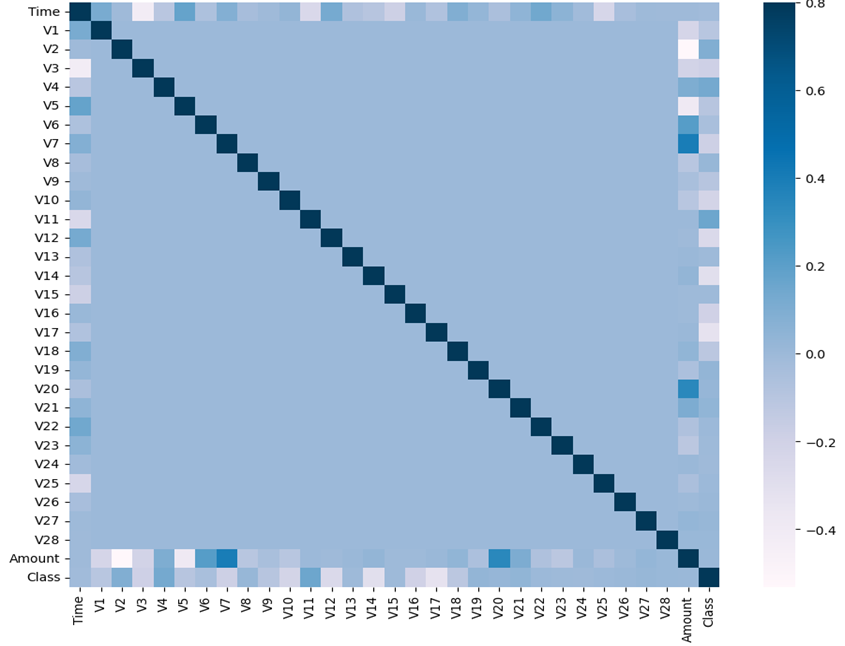 Time
V1
V2
V3
V4
V5
V6
V7
V8
V9
V10
V11
V12
V13
V14
V15
V16
V17
V18
V19
V20
V21
V22
V23
V24
V25
V26
V27
V28
Amount
Class
Time
V1
V2
V3
V4
V5
V6
V7
V8
V9
V10
V11
V12
V13
V14
V15
V16
V17
V18
V19
V20
V21
V22
V23
V24
V25
V26
V27
V28
Amount
Class
0.8
0.6
0.4
0.2
0.0
−0.2
−0.4